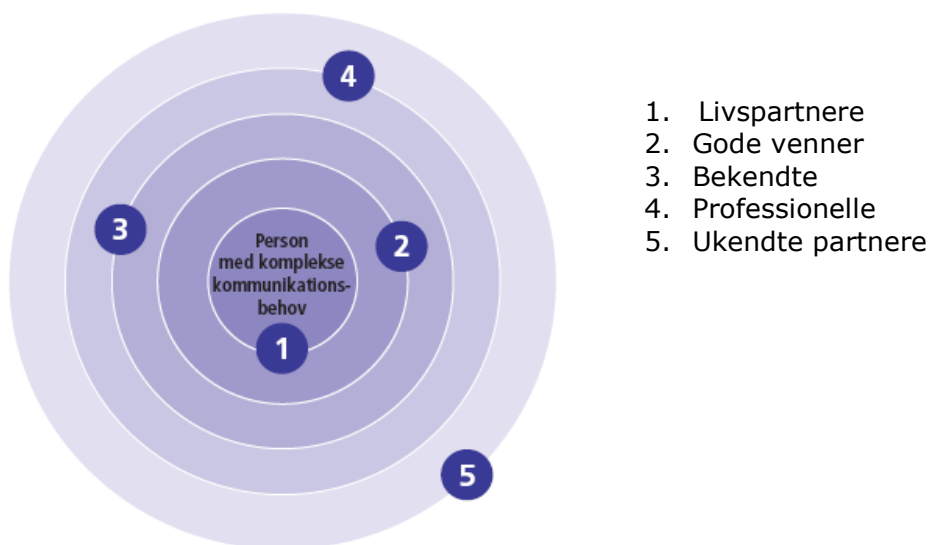 4
3
2
Person
med komplekse
kommunikations-
behov
1
5
1. Livspartnere
2. Gode venner
3. Bekendte
4. Professionelle
5. Ukendte partnere